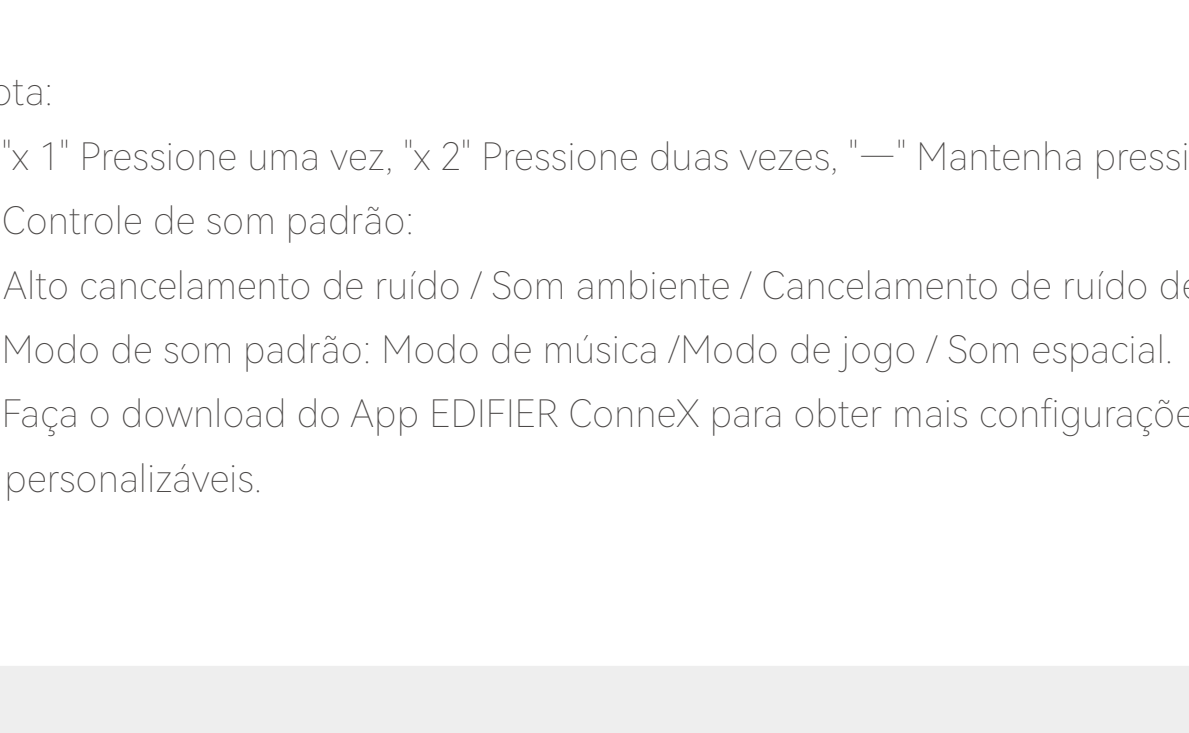 ota:
"x 1" Pressione uma vez, "x 2" Pressione duas vezes, "—" Mantenha pressi
Controle de som padrão:
Alto cancelamento de ruído / Som ambiente / Cancelamento de ruído de
Modo de som padrão: Modo de música /Modo de jogo / Som espacial.
Faça o download do App EDIFIER ConneX para obter mais configuraçõe
personalizáveis.